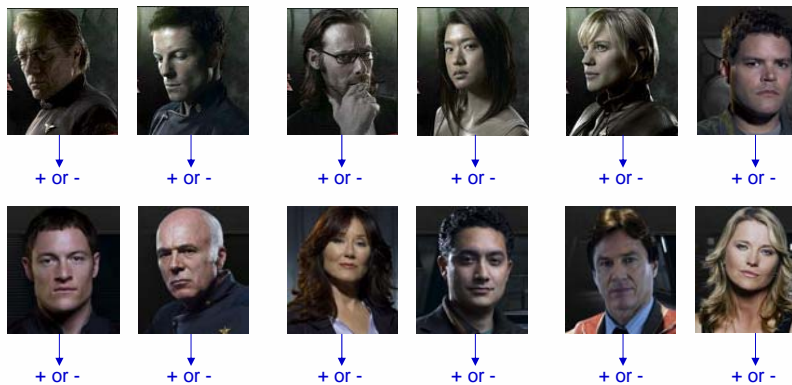 + or - + or - + or - + or - + or - + or -
+ or - + or - + or - + or - + or - + or -